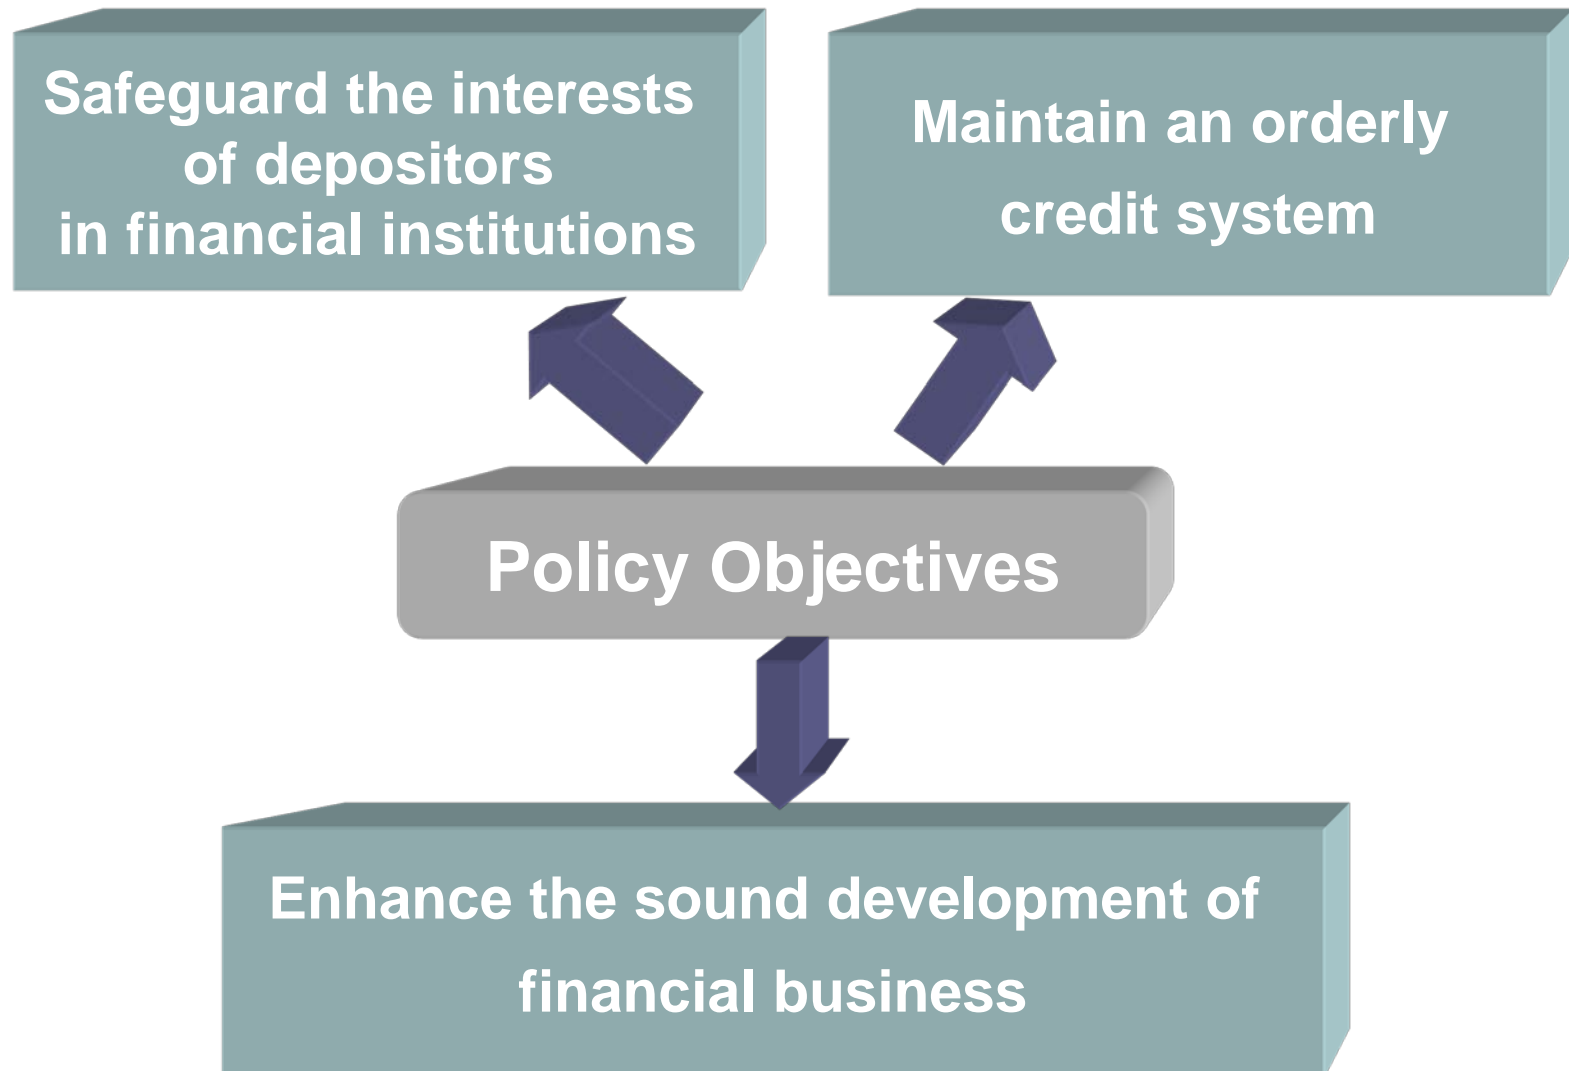 Safeguard the interests
of depositors
in financial institutions
Maintain an orderly
credit system
Policy Objectives
Enhance the sound development of
financial business